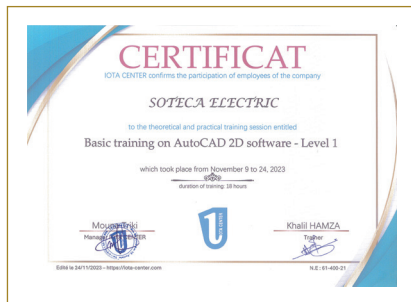 CERTIFICAT
IOTA CENTER confirms the participation of employees of the company
SOTECA ELECTRIC
to the theoretical and practical training session entitled
Basic training on AutoCAD 2D software - Level 1
which took place from November 9 to 24, 2023
duration of training: 18 hours
Khalil HAMZA
Trainer
Edité le 24/11/2023 - https://iota-center.com
N.E : 61-400-21